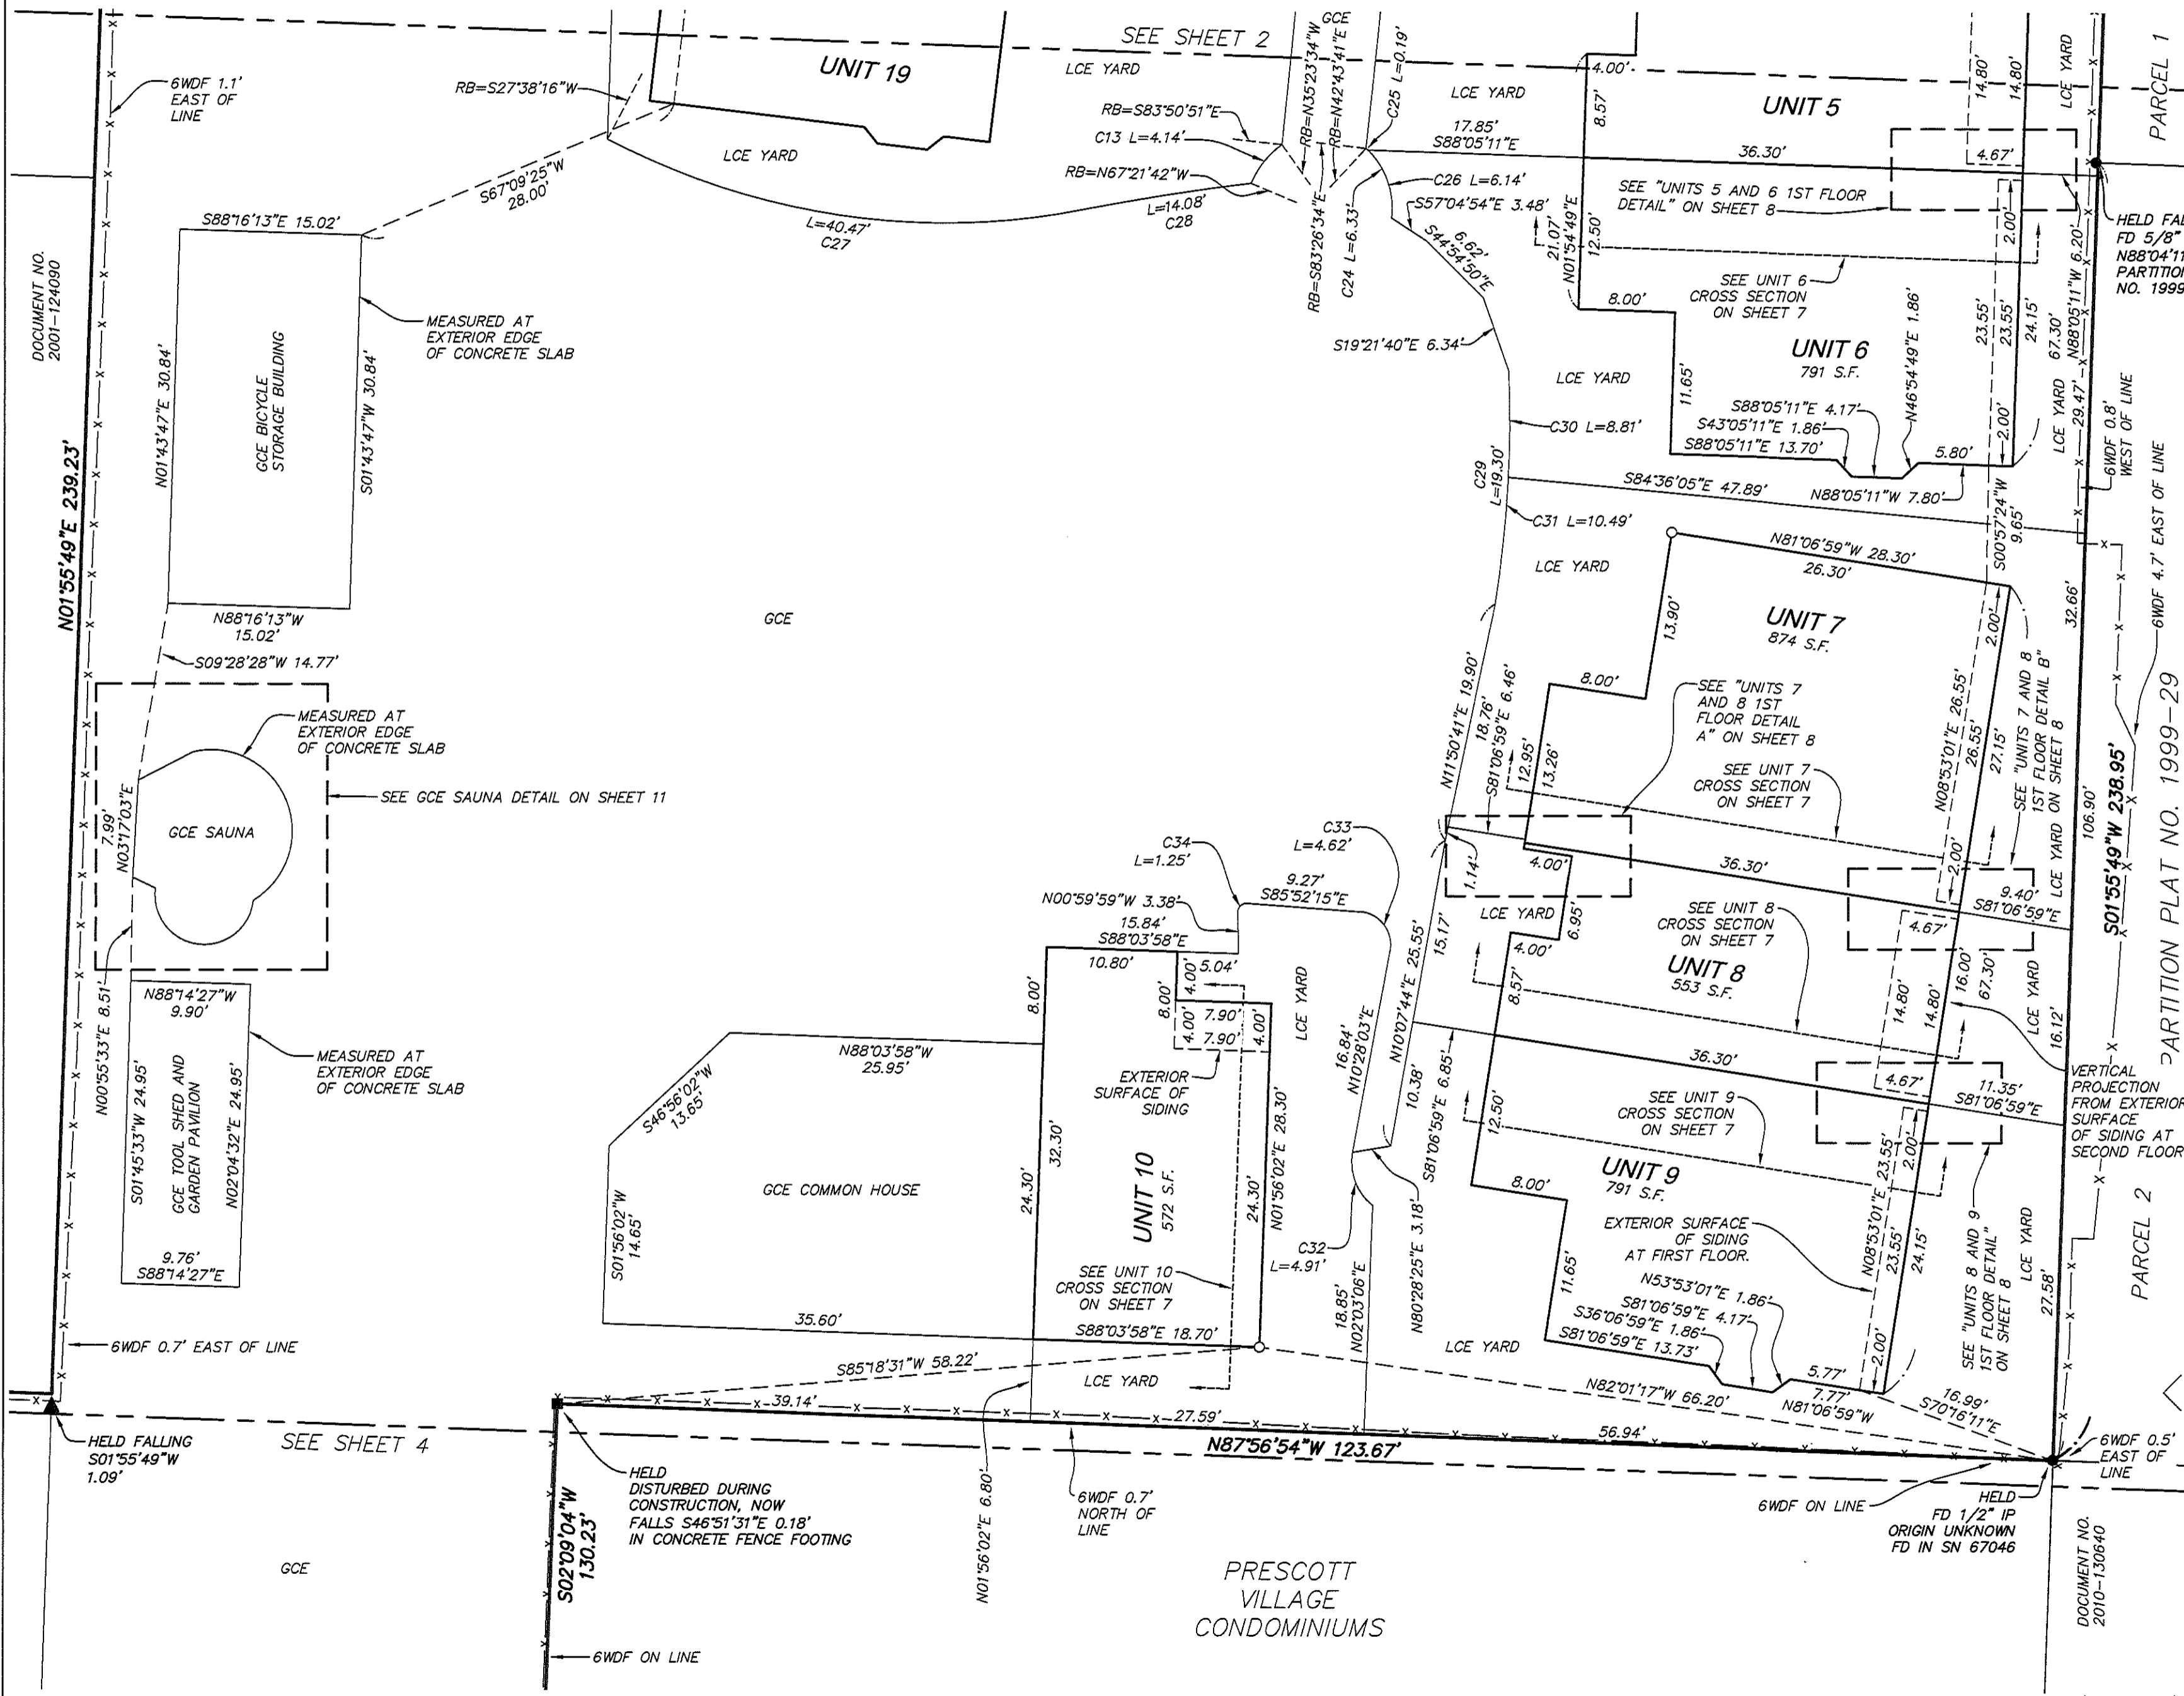 SEE SHEET 2
6WDF 1.1'
EAST OF
LINE
RB=S27°38'16"W
UNIT 19
LCE YARD
LCE YARD
S67°09'25"W
28.00'
L=40.47'
C27
L=14.08'
C28
GCE
RB=N35°23'34"W
RB=N42°43'41"E
C25 L=0.19'
RB=S83°50'51"E
C13 L=4.14'
RB=N67°21'42"W
RB=S83°26'34"E
C24 L=6.33'
C26 L=6.14'
S57°04'54"E 3.48'
6.62'
S44°54'50"E
S19°21'40"E 6.34'
LCE YARD
17.85'
S88°05'11"E
4.00'
8.57'
UNIT 5
36.30'
14.80'
14.80'
4.67'
LCE YARD
PARCEL 1
SEE "UNITS 5 AND 6 1ST FLOOR
DETAIL" ON SHEET 8
21.07'
N01°54'49"E
12.50'
2.00'
SEE UNIT 6
CROSS SECTION
ON SHEET 7
8.00'
UNIT 6
791 S.F.
11.65'
N46°54'49"E 1.86'
S88°05'11"E 4.17'
S43°05'11"E 1.86'
S88°05'11"E 13.70'
5.80'
2.00'
N88°05'11"W 7.80'
23.55'
23.55'
24.15'
67.30'
N88°05'11"W 6.20'
29.47'
LCE YARD
6WDF 0.8'
WEST OF LINE
HELD
FD 5/8"
NO. 1999
LCE YARD
C30 L=8.81'
C29
L=19.30'
C31 L=10.49'
S84°36'05"E 47.89'
S00°57'24"W
9.65'
6WDF 4.7' EAST OF LINE
DOCUMENT NO.
2001-124090
N01°55'49"E 239.23'
S88°16'13"E 15.02'
N01°43'47"E 30.84'
GCE BICYCLE
STORAGE BUILDING
S01°43'47"W 30.84'
MEASURED AT
EXTERIOR EDGE
OF CONCRETE SLAB
N88°16'13"W
15.02'
S09°28'28"W 14.77'
GCE
MEASURED AT
EXTERIOR EDGE
OF CONCRETE SLAB
SEE GCE SAUNA DETAIL ON SHEET 11
GCE SAUNA
7.99'
N03°17'03"E
N00°55'33"E 8.51'
N88°14'27"W
9.90'
S01°45'33"W 24.95'
GCE TOOL SHED AND
GARDEN PAVILION
N02°04'32"E 24.95'
9.76'
S88°14'27"E
MEASURED AT
EXTERIOR EDGE
OF CONCRETE SLAB
6WDF 0.7' EAST OF LINE
LCE YARD
N81°06'59"W 28.30'
26.30'
13.90'
UNIT 7
874 S.F.
8.00'
SEE "UNITS 7
AND 8 1ST
FLOOR DETAIL
A" ON SHEET 8
SEE UNIT 7
CROSS SECTION
ON SHEET 7
N11°50'41"E 19.90'
18.76'
S81°06'59"E 6.46'
12.95'
13.26'
2.00'
N08°53'01"E 26.55'
26.55'
27.15'
2.00'
SEE "UNITS 7 AND 8
1ST FLOOR DETAIL B"
ON SHEET 8
LCE YARD
32.66'
106.90'
S01°55'49"W 238.95'
PARTITION PLAT NO. 1999-29
1.14'
4.00'
36.30'
9.40'
S81°06'59"E
LCE YARD
6.95'
4.00'
SEE UNIT 8
CROSS SECTION
ON SHEET 7
UNIT 8
553 S.F.
4.67'
14.80'
14.80'
16.00'
67.30'
LCE YARD
16.12'
8.57'
15.17'
N10°07'44"E 25.55'
10.38'
S81°06'59"E 6.85'
36.30'
4.67'
11.35'
S81°06'59"E
VERTICAL
PROJECTION
FROM EXTERIOR
SURFACE
OF SIDING AT
SECOND FLOOR
12.50'
SEE UNIT 9
CROSS SECTION
ON SHEET 7
2.00'
8.00'
UNIT 9
791 S.F.
EXTERIOR SURFACE
OF SIDING
AT FIRST FLOOR.
N08°53'01"E 23.55'
23.55'
24.15'
SEE "UNITS 8 AND 9
1ST FLOOR DETAIL"
ON SHEET 8
LCE YARD
27.58'
PARCEL 2
11.65'
N53°53'01"E 1.86'
S81°06'59"E 4.17'
S36°06'59"E 1.86'
S81°06'59"E 13.73'
5.77'
7.77'
N81°06'59"W
2.00'
LCE YARD
16.99'
S70°16'11"E
C34
L=1.25'
C33
L=4.62'
9.27'
S85°52'15"E
N00°59'59"W 3.38'
15.84'
S88°03'58"E
10.80'
5.04'
4.00'
8.00'
8.00'
7.90'
4.00'
7.90'
4.00'
LCE YARD
EXTERIOR
SURFACE OF
SIDING
N88°03'58"W
25.95'
S46°56'02"W
13.65'
GCE COMMON HOUSE
S01°56'02"W
14.65'
32.30'
24.30'
UNIT 10
572 S.F.
24.30'
N01°56'02"E 28.30'
16.84'
N10°28'03"E
SEE UNIT 10
CROSS SECTION
ON SHEET 7
C32
L=4.91'
18.85'
N02°03'06"E
N80°28'25"E 3.18'
35.60'
S88°03'58"E 18.70'
S85°18'31"W 58.22'
LCE YARD
N82°01'17"W 66.20'
39.14'
27.59'
56.94'
N87°56'54"W 123.67'
HELD FALLING
S01°55'49"W
1.09'
SEE SHEET 4
HELD
DISTURBED DURING
CONSTRUCTION, NOW
FALLS S46°51'31"E 0.18'
IN CONCRETE FENCE FOOTING
S02°09'04"W
130.23'
N01°56'02"E 6.80'
6WDF 0.7'
NORTH OF
LINE
6WDF ON LINE
HELD
FD 1/2" IP
ORIGIN UNKNOWN
FD IN SN 67046
6WDF 0.5'
EAST OF
LINE
GCE
6WDF ON LINE
PRESCOTT
VILLAGE
CONDOMINIUMS
DOCUMENT NO.
2010-130640